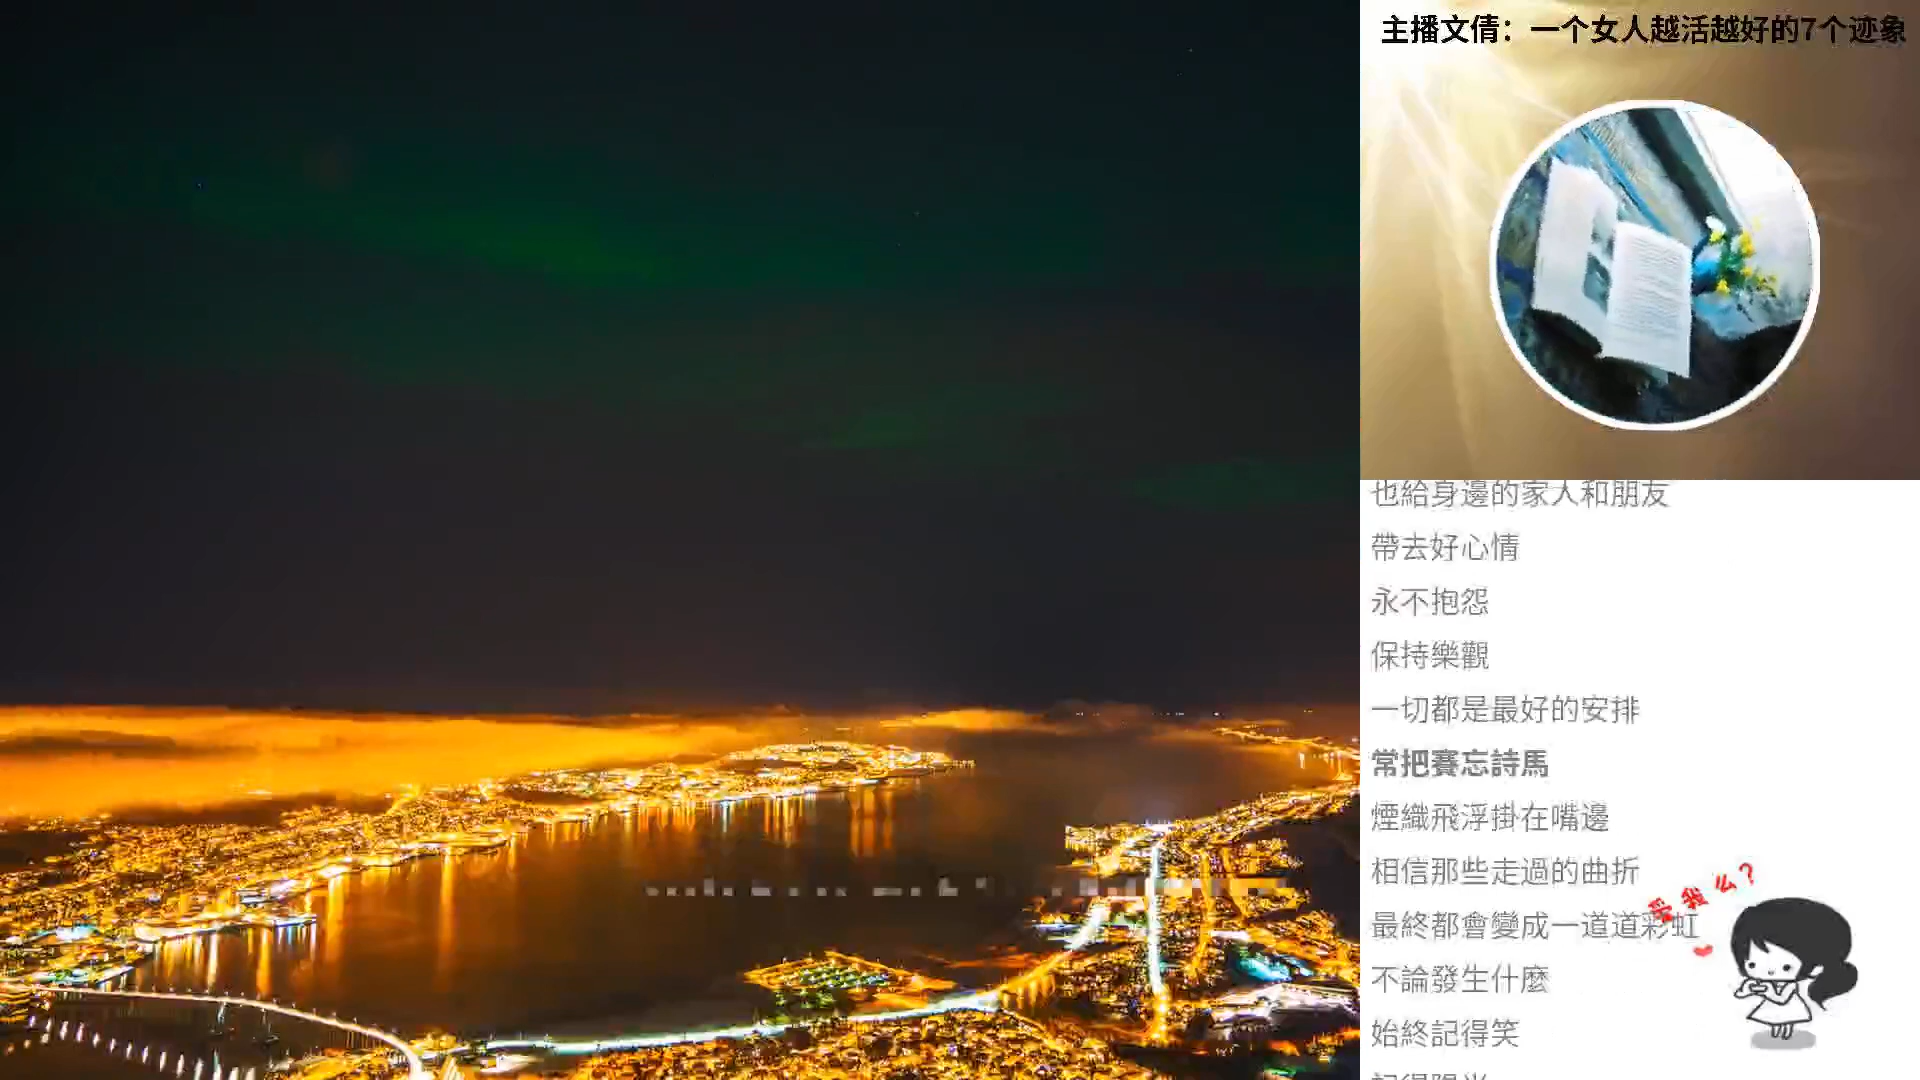 主播文倩：一个女人越活越好的7个迹象
也給身邊的家人和朋友
帶去好心情
永不抱怨
保持樂觀
一切都是最好的安排
常把賽忘詩馬
煙織飛浮掛在嘴邊
相信那些走過的曲折
最終都會變成一道道彩虹
不論發生什麼
始終記得笑
爱我么？